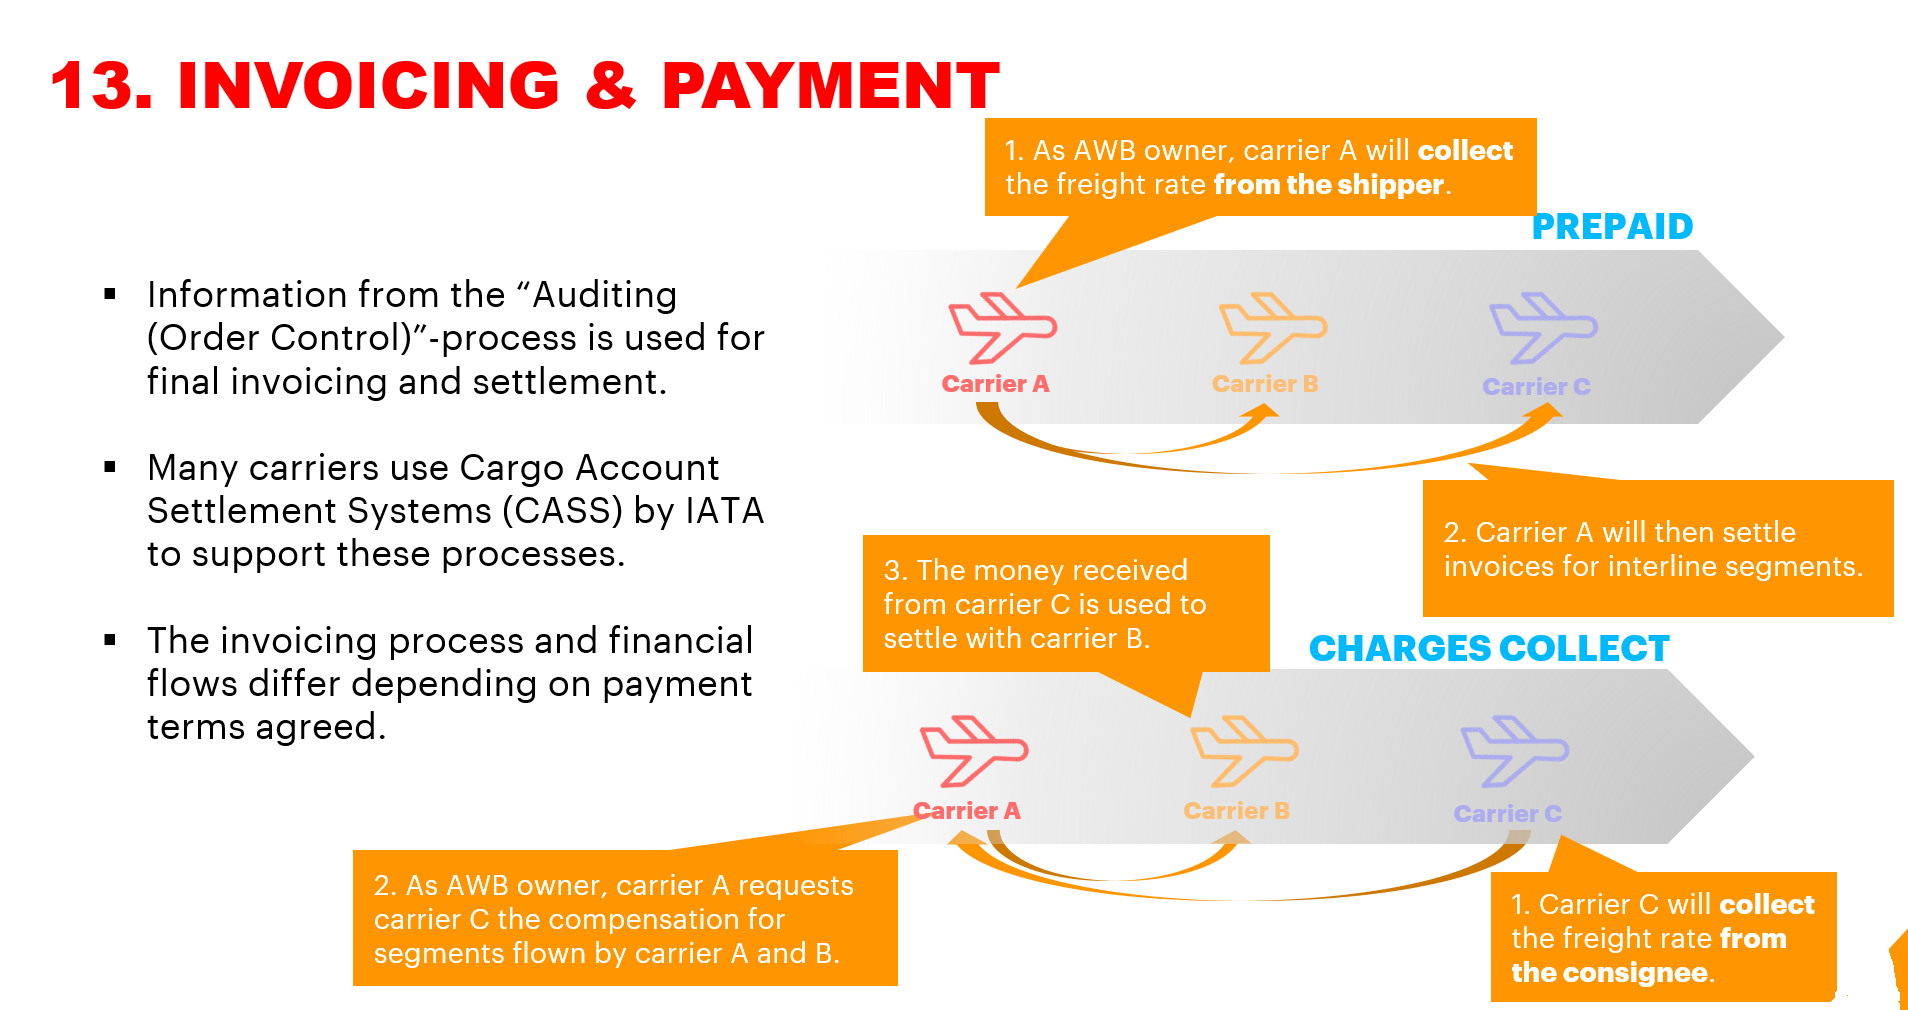 13. INVOICING & PAYMENT
▪ Information from the “Auditing
(Order Control)”-process is used for
final invoicing and settlement.
▪ Many carriers use Cargo Account
Settlement Systems (CASS) by IATA
to support these processes.
▪ The invoicing process and financial
flows differ depending on payment
terms agreed.
1. As AWB owner, carrier A will collect
the freight rate from the shipper.
PREPAID
Carrier A
Carrier B
Carrier C
2. Carrier A will then settle
invoices for interline segments.
3. The money received
from carrier C is used to
settle with carrier B.
CHARGES COLLECT
Carrier A
Carrier B
Carrier C
2. As AWB owner, carrier A requests
carrier C the compensation for
segments flown by carrier A and B.
1. Carrier C will collect
the freight rate from
the consignee.